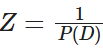 Z = \frac{1}{P(D)}